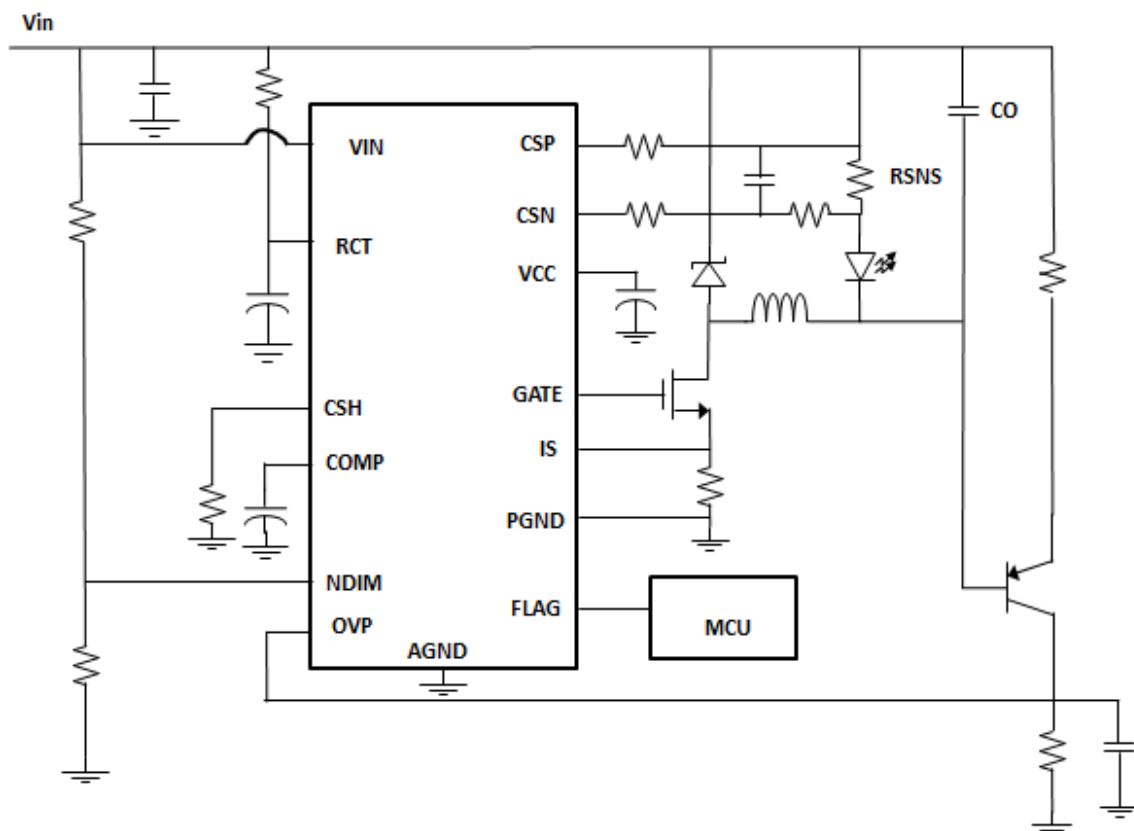 Vin
VIN
RCT
CSH
COMP
NDIM
OVP
AGND
CSP
CSN
VCC
GATE
IS
PGND
FLAG
RSNS
CO
MCU